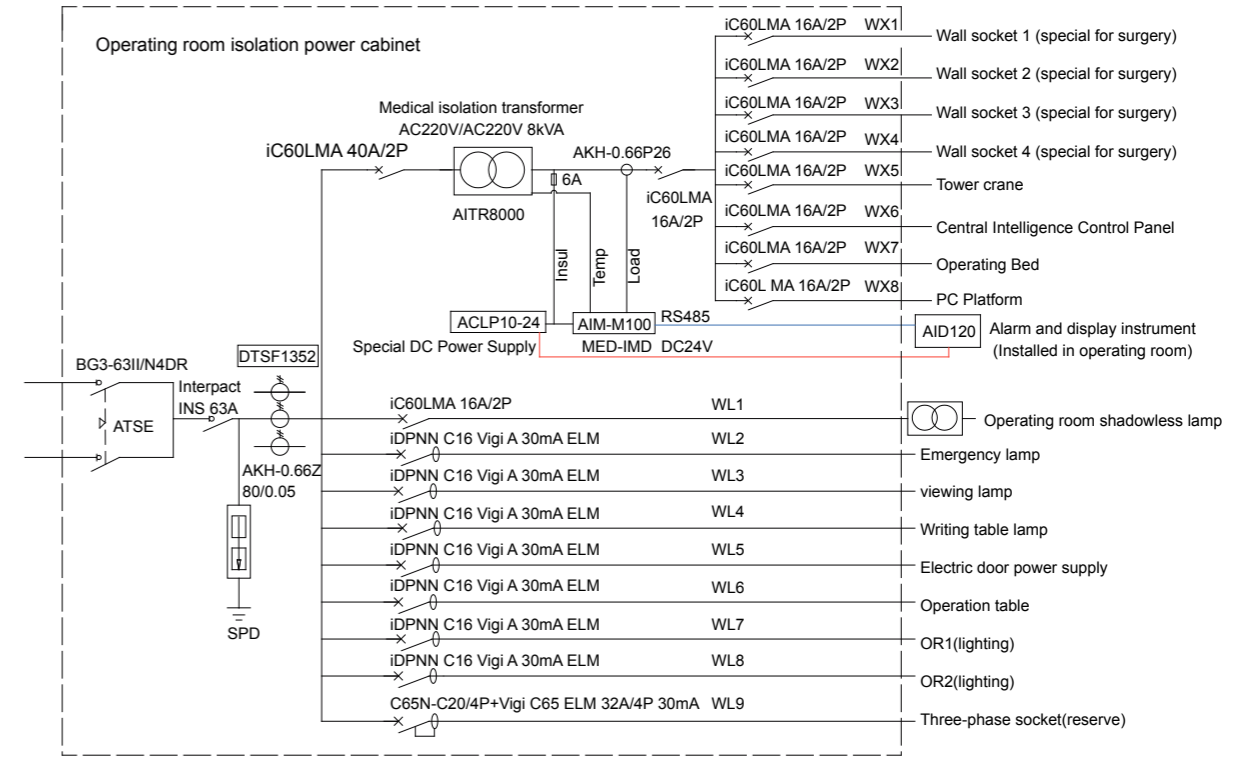 Operating room isolation power cabinet
iC60LMA 16A/2P WX1
Wall socket 1 (special for surgery)
iC60LMA 16A/2P WX2
Wall socket 2 (special for surgery)
iC60LMA 16A/2P WX3
Wall socket 3 (special for surgery)
iC60LMA 16A/2P WX4
Wall socket 4 (special for surgery)
iC60LMA 16A/2P WX5
Tower crane
iC60LMA 16A/2P WX6
Central Intelligence Control Panel
iC60LMA 16A/2P WX7
Operating Bed
iC60L MA 16A/2P WX8
PC Platform
Medical isolation transformer
AC220V/AC220V 8kVA
iC60LMA 40A/2P
AITR8000
AKH-0.66P26
6A
iC60LMA
16A/2P
Insul
Temp
Load
ACLP10-24
AIM-M100
RS485
AID120
Alarm and display instrument
(Installed in operating room)
Special DC Power Supply
MED-IMD DC24V
BG3-63II/N4DR
ATSE
Interpact
INS 63A
DTSF1352
AKH-0.66Z
80/0.05
SPD
iC60LMA 16A/2P WL1
Operating room shadowless lamp
iDPNN C16 Vigi A 30mA ELM WL2
Emergency lamp
iDPNN C16 Vigi A 30mA ELM WL3
viewing lamp
iDPNN C16 Vigi A 30mA ELM WL4
Writing table lamp
iDPNN C16 Vigi A 30mA ELM WL5
Electric door power supply
iDPNN C16 Vigi A 30mA ELM WL6
Operation table
iDPNN C16 Vigi A 30mA ELM WL7
OR1(lighting)
iDPNN C16 Vigi A 30mA ELM WL8
OR2(lighting)
C65N-C20/4P+Vigi C65 ELM 32A/4P 30mA WL9
Three-phase socket(reserve)